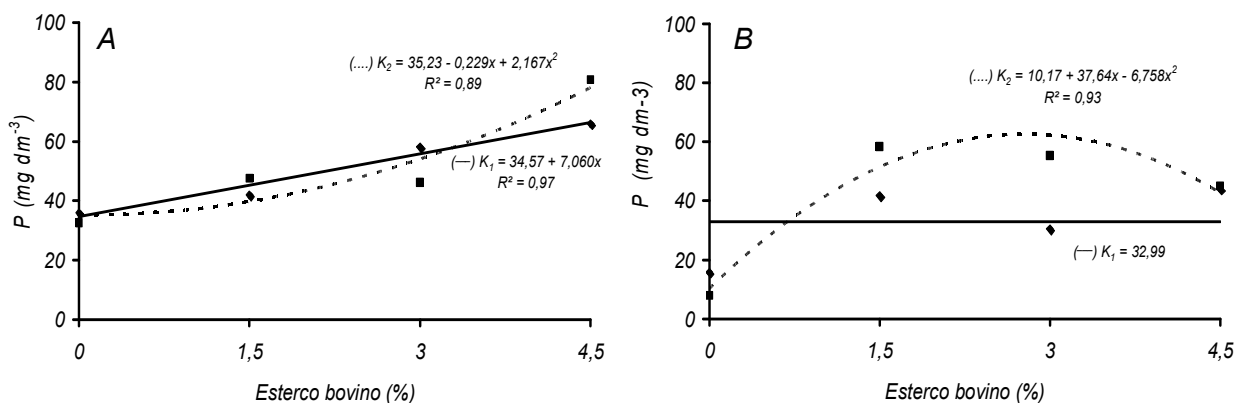 A
100
80
60
40
20
0
P (mg dm⁻³)
(....) K₂ = 35,23 - 0,229x + 2,167x²
R² = 0,89
(—) K₁ = 34,57 + 7,060x
R² = 0,97
0 1,5 3 4,5
Esterco bovino (%)
B
100
80
60
40
20
0
P (mg dm-3)
(....) K₂ = 10,17 + 37,64x - 6,758x²
R² = 0,93
(—) K₁ = 32,99
0 1,5 3 4,5
Esterco bovino (%)